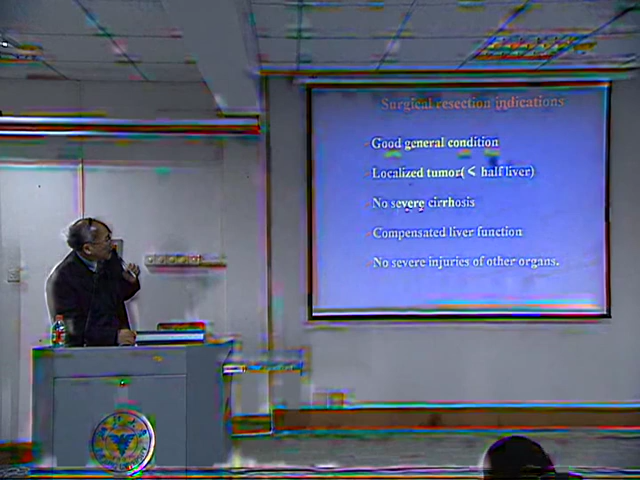 Surgical resection indications
Good general condition
Localized tumor(< half liver)
No severe cirrhosis
Compensated liver function
No severe injuries of other organs.